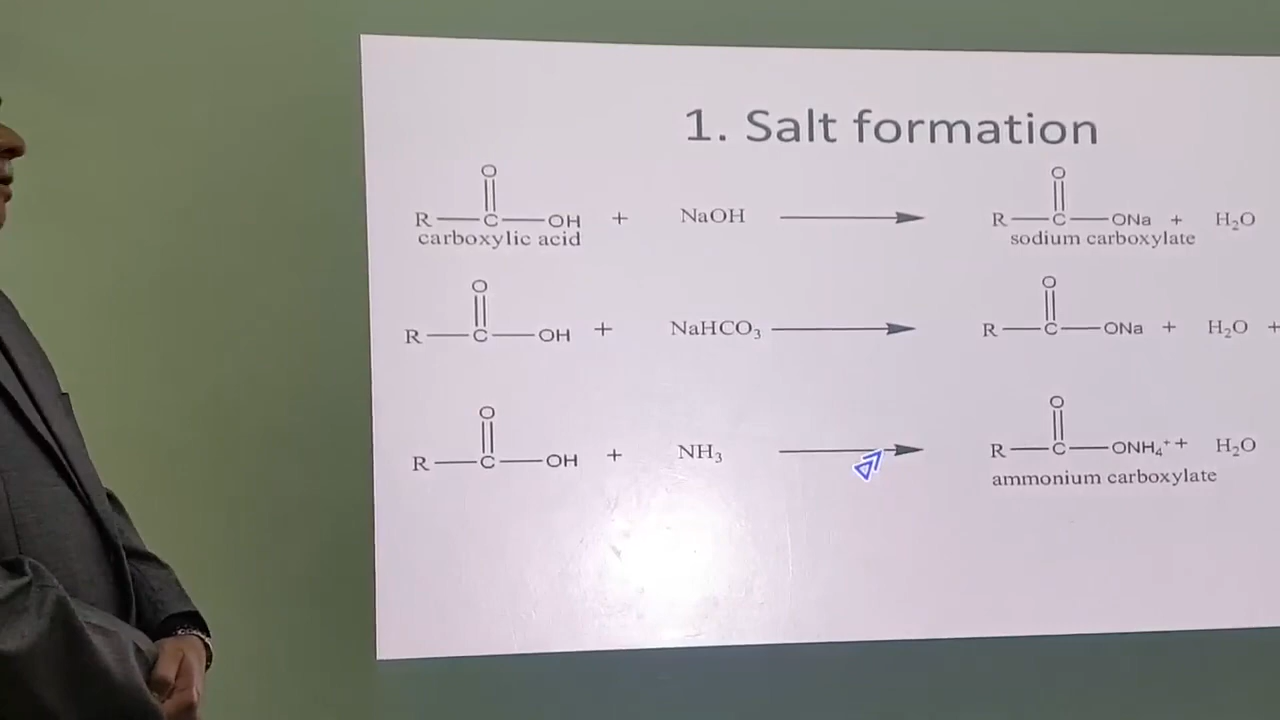 1. Salt formation
O O
R—C—OH + NaOH ⟶ R—C—ONa + H₂O
carboxylic acid sodium carboxylate
O O
R—C—OH + NaHCO₃ ⟶ R—C—ONa + H₂O +
O O
R—C—OH + NH₃ ⟶ R—C—ONH₄⁺ + H₂O
ammonium carboxylate